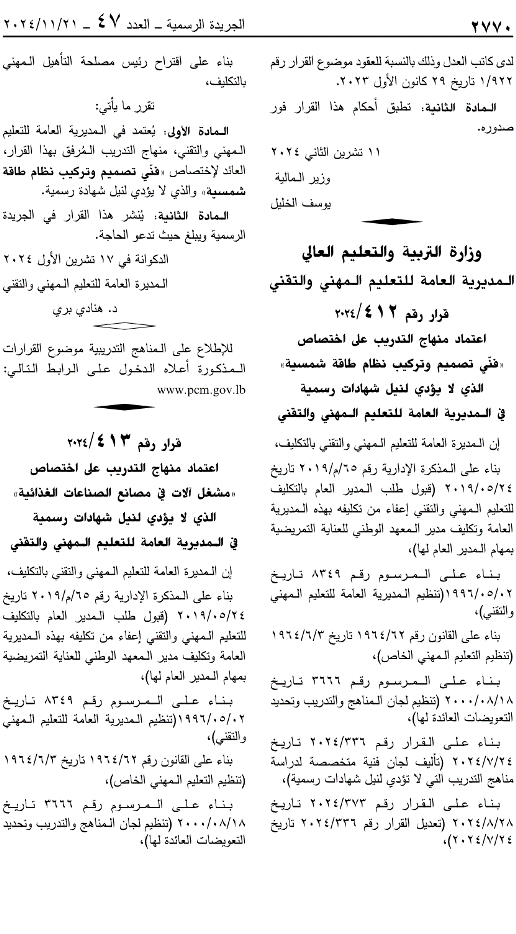 ٢٧٧٠
الجريدة الرسمية ــ العدد ٤٧ ــ ٢٠٢٤/١١/٢١
لدى كاتب العدل وذلك بالنسبة للعقود موضوع القرار رقم
١/٩٢٢ تاريخ ٢٩ كانون الأول ٢٠٢٣.
المادة الثانية: تطبق أحكام هذا القرار فور
صدوره.
١١ تشرين الثاني ٢٠٢٤
وزير المالية
يوسف الخليل
وزارة التربية والتعليم العالي
المديرية العامة للتعليم المهني والتقني
قرار رقم ٢٠٢٤/٤١٢
اعتماد منهاج التدريب على اختصاص
«فنّي تصميم وتركيب نظام طاقة شمسية»
الذي لا يؤدي لنيل شهادات رسمية
في المديرية العامة للتعليم المهني والتقني
إن المديرة العامة للتعليم المهني والتقني بالتكليف،
بناء على المذكرة الإدارية رقم ٦٥/م/٢٠١٩ تاريخ
٢٠١٩/٠٥/٢٤ (قبول طلب المدير العام بالتكليف
للتعليم المهني والتقني إعفاء من تكليفه بهذه المديرية
العامة وتكليف مدير المعهد الوطني للعناية التمريضية
بمهام المدير العام لها)،
بناء على المرسوم رقم ٨٣٤٩ تاريخ
١٩٩٦/٠٥/٠٢(تنظيم المديرية العامة للتعليم المهني
والتقني)،
بناء على القانون رقم ١٩٦٤/٦٢ تاريخ ١٩٦٤/٦/٣
(تنظيم التعليم المهني الخاص)،
بناء على المرسوم رقم ٣٦٦٦ تاريخ
٢٠٠٠/٠٨/١٨ (تنظيم لجان المناهج والتدريب وتحديد
التعويضات العائدة لها)،
بناء على القرار رقم ٢٠٢٤/٣٣٦ تاريخ
٢٠٢٤/٧/٢٤ (تأليف لجان فنية متخصصة لدراسة
مناهج التدريب التي لا تؤدي لنيل شهادات رسمية)،
بناء على القرار رقم ٢٠٢٤/٣٧٣ تاريخ
٢٠٢٤/٨/٢٨ (تعديل القرار رقم ٢٠٢٤/٣٣٦ تاريخ
٢٠٢٤/٧/٢٤)،
بناء على اقتراح رئيس مصلحة التأهيل المهني
بالتكليف،
تقرر ما يأتي:
المادة الأولى: يُعتمد في المديرية العامة للتعليم
المهني والتقني، منهاج التدريب المُرفق بهذا القرار،
العائد لإختصاص «فنّي تصميم وتركيب نظام طاقة
شمسية» والذي لا يؤدي لنيل شهادة رسمية.
المادة الثانية: يُنشر هذا القرار في الجريدة
الرسمية ويبلغ حيث تدعو الحاجة.
الدكوانة في ١٧ تشرين الأول ٢٠٢٤
المديرة العامة للتعليم المهني والتقني
د. هنادي بري
للإطلاع على المناهج التدريبية موضوع القرارات
المذكورة أعلاه الدخول على الرابط التالي:
www.pcm.gov.lb
قرار رقم ٢٠٢٤/٤١٣
اعتماد منهاج التدريب على اختصاص
«مشغل آلات في مصانع الصناعات الغذائية»
الذي لا يؤدي لنيل شهادات رسمية
في المديرية العامة للتعليم المهني والتقني
إن المديرة العامة للتعليم المهني والتقني بالتكليف،
بناء على المذكرة الإدارية رقم ٦٥/م/٢٠١٩ تاريخ
٢٠١٩/٠٥/٢٤ (قبول طلب المدير العام بالتكليف
للتعليم المهني والتقني إعفاء من تكليفه بهذه المديرية
العامة وتكليف مدير المعهد الوطني للعناية التمريضية
بمهام المدير العام لها)،
بناء على المرسوم رقم ٨٣٤٩ تاريخ
١٩٩٦/٠٥/٠٢(تنظيم المديرية العامة للتعليم المهني
والتقني)،
بناء على القانون رقم ١٩٦٤/٦٢ تاريخ ١٩٦٤/٦/٣
(تنظيم التعليم المهني الخاص)،
بناء على المرسوم رقم ٣٦٦٦ تاريخ
٢٠٠٠/٠٨/١٨ (تنظيم لجان المناهج والتدريب وتحديد
التعويضات العائدة لها)،